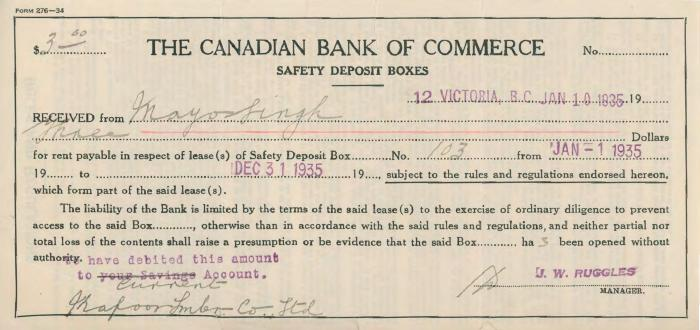 FORM 276—34
$ 3.00 THE CANADIAN BANK OF COMMERCE No.
SAFETY DEPOSIT BOXES
12 VICTORIA, B.C. JAN 10 1935 19
RECEIVED from Mayo Singh
Three Dollars
for rent payable in respect of lease(s) of Safety Deposit Box No. 103 from JAN -1 1935
19 to DEC 31 1935 19 , subject to the rules and regulations endorsed hereon,
which form part of the said lease(s).
The liability of the Bank is limited by the terms of the said lease(s) to the exercise of ordinary diligence to prevent
access to the said Box , otherwise than in accordance with the said rules and regulations, and neither partial nor
total loss of the contents shall raise a presumption or be evidence that the said Box ha s been opened without
authority.
have debited this amount
to your Savings Account.
Current
Kapoor Lmbr. Co., Ltd
J. W. RUGGLES
MANAGER.